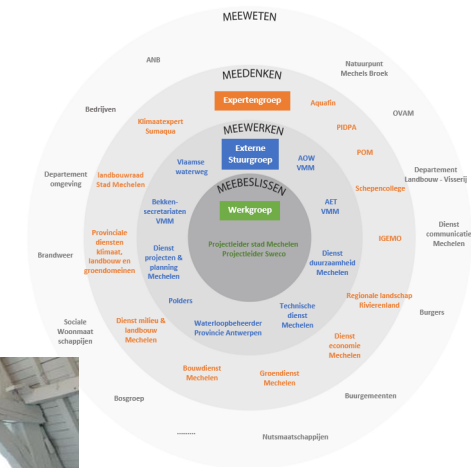 MEEWETEN
ANB
Natuurpunt
Mechels Broek
MEEDENKEN
Expertengroep
Aquafin
Bedrijven
OVAM
Klimaatexpert
Sumaqua
PIDPA
MEEWERKEN
Externe
Stuurgroep
AOW
VMM
POM
Vlaamse
waterweg
Departement
omgeving
landbouwraad
Stad Mechelen
Departement
Landbouw - Visserij
MEEBESLISSEN
Schepencollege
Bekken-
secretariaten
VMM
Werkgroep
AET
VMM
Dienst
communicatie
Mechelen
Provinciale
diensten
klimaat,
landbouw en
groendomeinen
IGEMO
Brandweer
Dienst
projecten &
planning
Mechelen
Projectleider stad Mechelen
Projectleider Sweco
Dienst
duurzaamheid
Mechelen
Polders
Regionale landschap
Rivierenland
Burgers
Sociale
Woonmaat
schappijen
Dienst milieu &
landbouw
Mechelen
Waterloopbeheerder
Provincie Antwerpen
Technische
dienst
Mechelen
Dienst
economie
Mechelen
Bouwdienst
Mechelen
Groendienst
Mechelen
Bosgroep
Buurgemeenten
.........
Nutsmaatschappijen